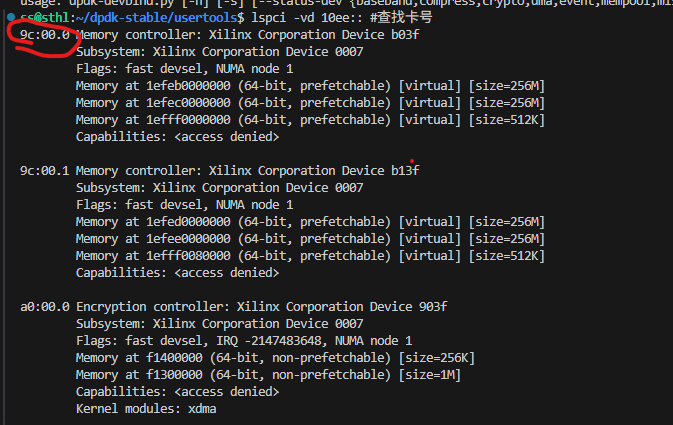 usage: dpdk-devbind.py [-h] [-s] [--status-dev {baseband,compress,crypto,dma,event,mempool,mis
ss@sthl:~/dpdk-stable/usertools$ lspci -vd 10ee:: #查找卡号
9c:00.0 Memory controller: Xilinx Corporation Device b03f
Subsystem: Xilinx Corporation Device 0007
Flags: fast devsel, NUMA node 1
Memory at 1efeb0000000 (64-bit, prefetchable) [virtual] [size=256M]
Memory at 1efec0000000 (64-bit, prefetchable) [virtual] [size=256M]
Memory at 1efff0000000 (64-bit, prefetchable) [virtual] [size=512K]
Capabilities: <access denied>
9c:00.1 Memory controller: Xilinx Corporation Device b13f
Subsystem: Xilinx Corporation Device 0007
Flags: fast devsel, NUMA node 1
Memory at 1efed0000000 (64-bit, prefetchable) [virtual] [size=256M]
Memory at 1efee0000000 (64-bit, prefetchable) [virtual] [size=256M]
Memory at 1efff0080000 (64-bit, prefetchable) [virtual] [size=512K]
Capabilities: <access denied>
a0:00.0 Encryption controller: Xilinx Corporation Device 903f
Subsystem: Xilinx Corporation Device 0007
Flags: fast devsel, IRQ -2147483648, NUMA node 1
Memory at f1400000 (64-bit, non-prefetchable) [size=256K]
Memory at f1300000 (64-bit, non-prefetchable) [size=1M]
Capabilities: <access denied>
Kernel modules: xdma